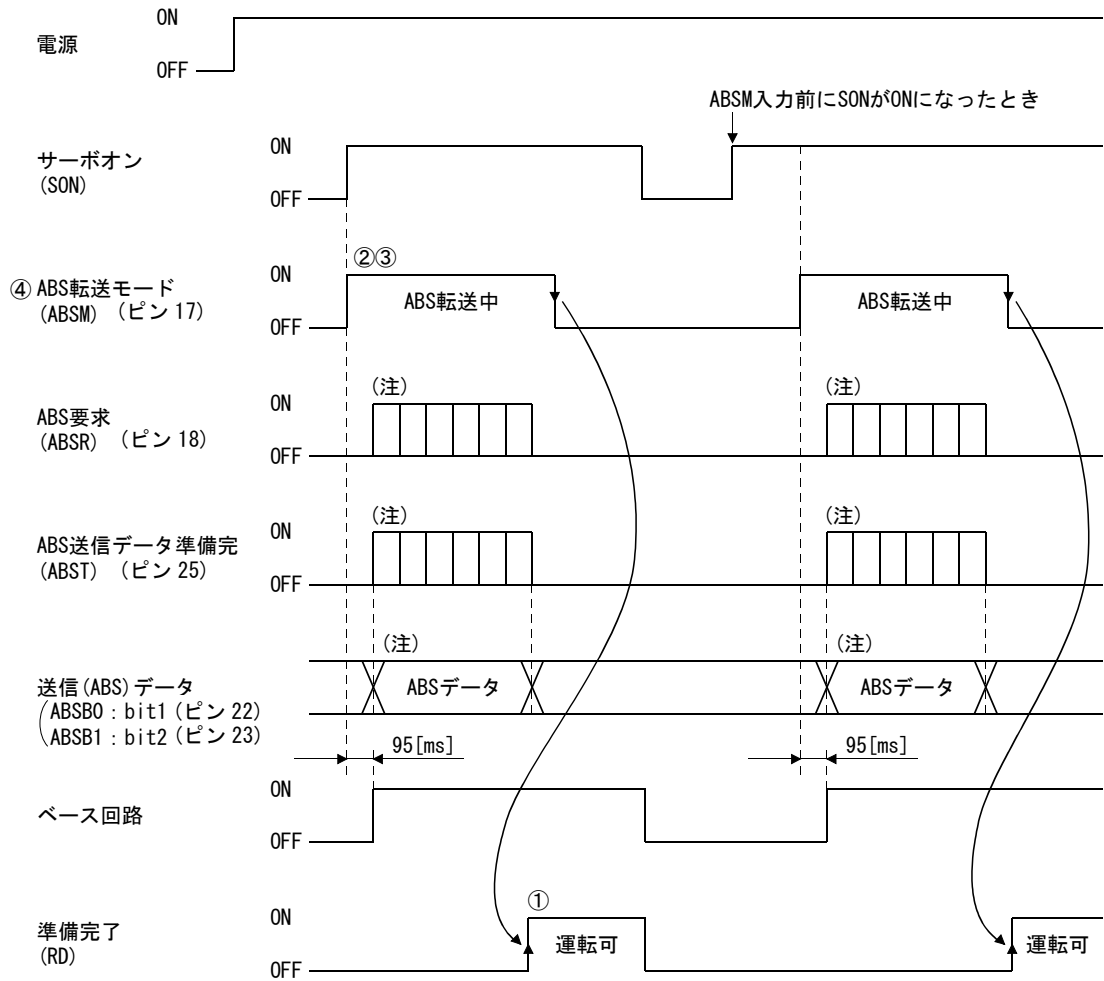 ON
電源
OFF
ABSM入力前にSONがONになったとき
ON
サーボオン
(SON)
OFF
②③
ON
④ ABS転送モード
(ABSM) (ピン 17)
ABS転送中
ABS転送中
OFF
(注)
(注)
ON
ABS要求
(ABSR) (ピン 18)
OFF
(注)
(注)
ON
ABS送信データ準備完
(ABST) (ピン 25)
OFF
(注)
(注)
送信(ABS)データ
ABSデータ
ABSデータ
(ABSB0：bit1 (ピン 22)
ABSB1：bit2 (ピン 23)
95[ms]
95[ms]
ON
ベース回路
OFF
①
ON
準備完了
(RD)
運転可
運転可
OFF